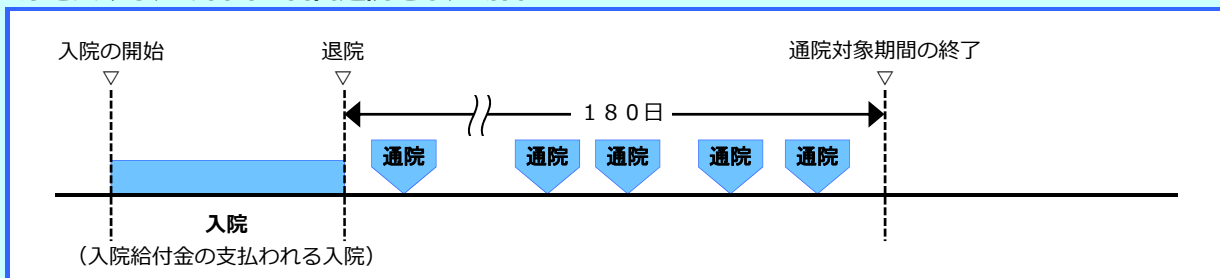 入院の開始
退院
通院対象期間の終了
▽
▽
▽
180日
通院
通院
通院
通院
通院
入院
（入院給付金の支払われる入院）